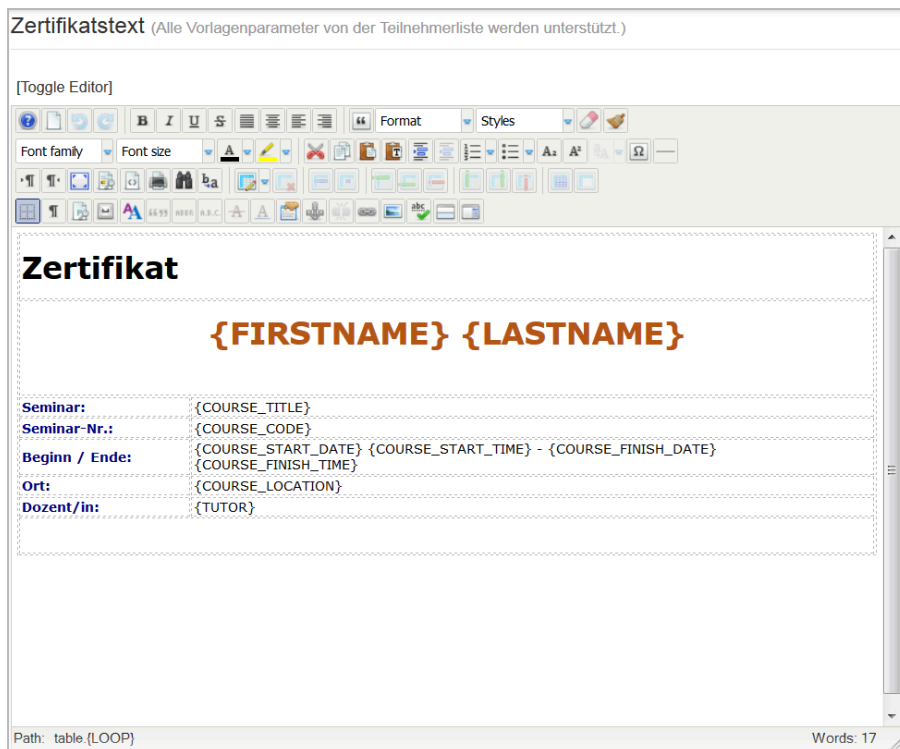 Zertifikatstext (Alle Vorlagenparameter von der Teilnehmerliste werden unterstützt.)
[Toggle Editor]
B I U S Format Styles
Font family Font size A
“ ” ABBR A.B.C. A A ABC
Zertifikat
{FIRSTNAME} {LASTNAME}
Seminar: {COURSE_TITLE}
Seminar-Nr.: {COURSE_CODE}
Beginn / Ende: {COURSE_START_DATE} {COURSE_START_TIME} - {COURSE_FINISH_DATE}
{COURSE_FINISH_TIME}
Ort: {COURSE_LOCATION}
Dozent/in: {TUTOR}
Path: table.{LOOP} Words: 17